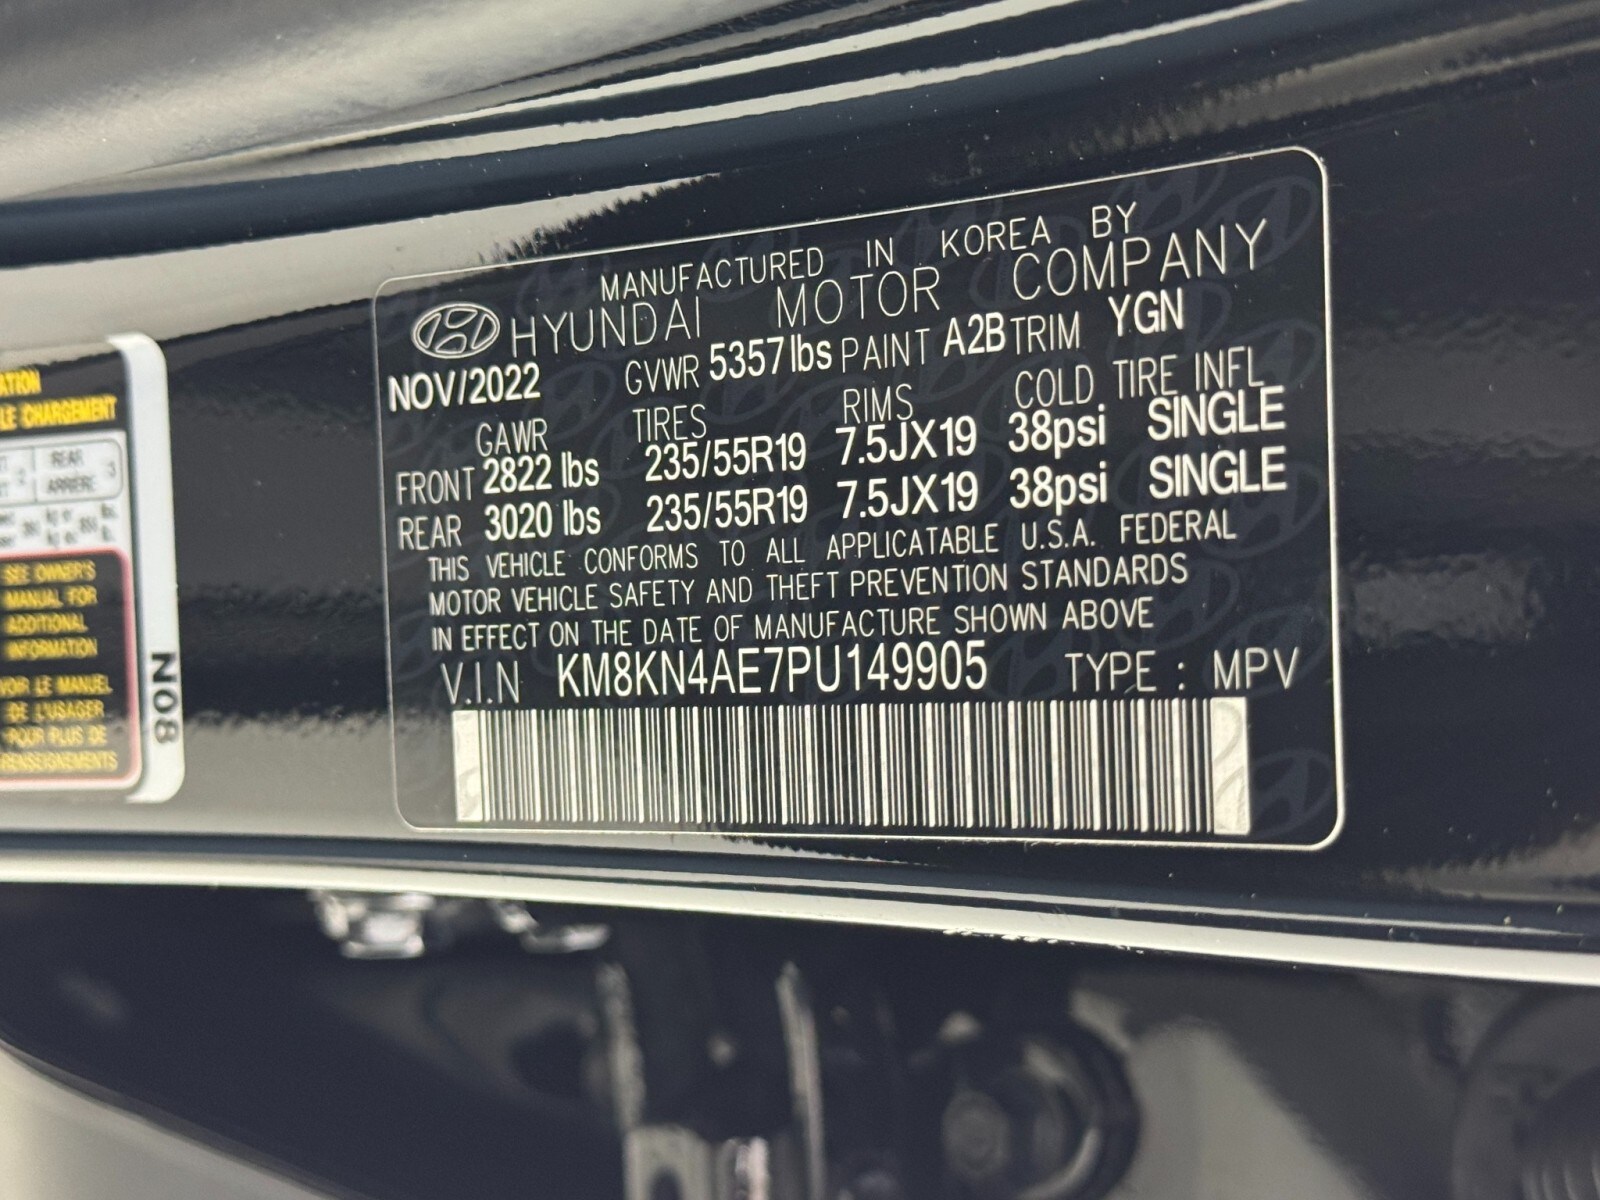 MANUFACTURED IN KOREA BY
HYUNDAI MOTOR COMPANY
NOV/2022 GVWR 5357 lbs PAINT A2B TRIM YGN
GAWR TIRES RIMS COLD TIRE INFL
FRONT 2822 lbs 235/55R19 7.5JX19 38psi SINGLE
REAR 3020 lbs 235/55R19 7.5JX19 38psi SINGLE
THIS VEHICLE CONFORMS TO ALL APPLICATABLE U.S.A. FEDERAL
MOTOR VEHICLE SAFETY AND THEFT PREVENTION STANDARDS
IN EFFECT ON THE DATE OF MANUFACTURE SHOWN ABOVE
V.I.N KM8KN4AE7PU149905 TYPE : MPV
CHARGEMENT
REAR 3
ARRIÈRE
SEE OWNER'S
MANUAL FOR
ADDITIONAL
INFORMATION
VOIR LE MANUEL
DE L'USAGER
POUR PLUS DE
RENSEIGNEMENTS
N08